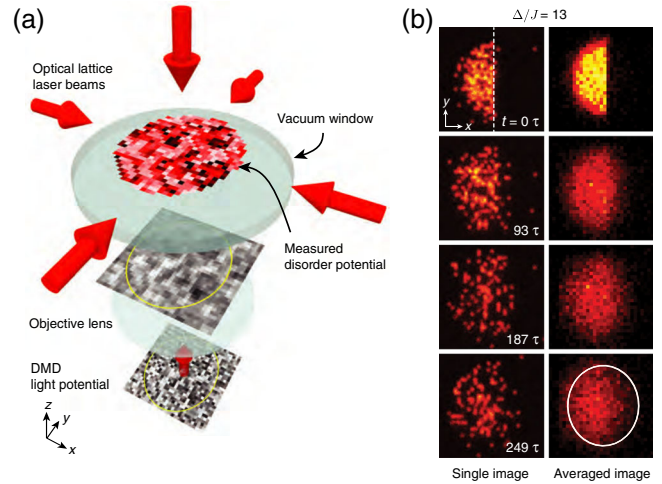 (a)
Optical lattice
laser beams
Vacuum window
Measured
disorder potential
Objective lens
DMD
light potential
z
y
x
(b)
Δ/J = 13
y
x
t = 0 τ
93 τ
187 τ
249 τ
Single image
Averaged image